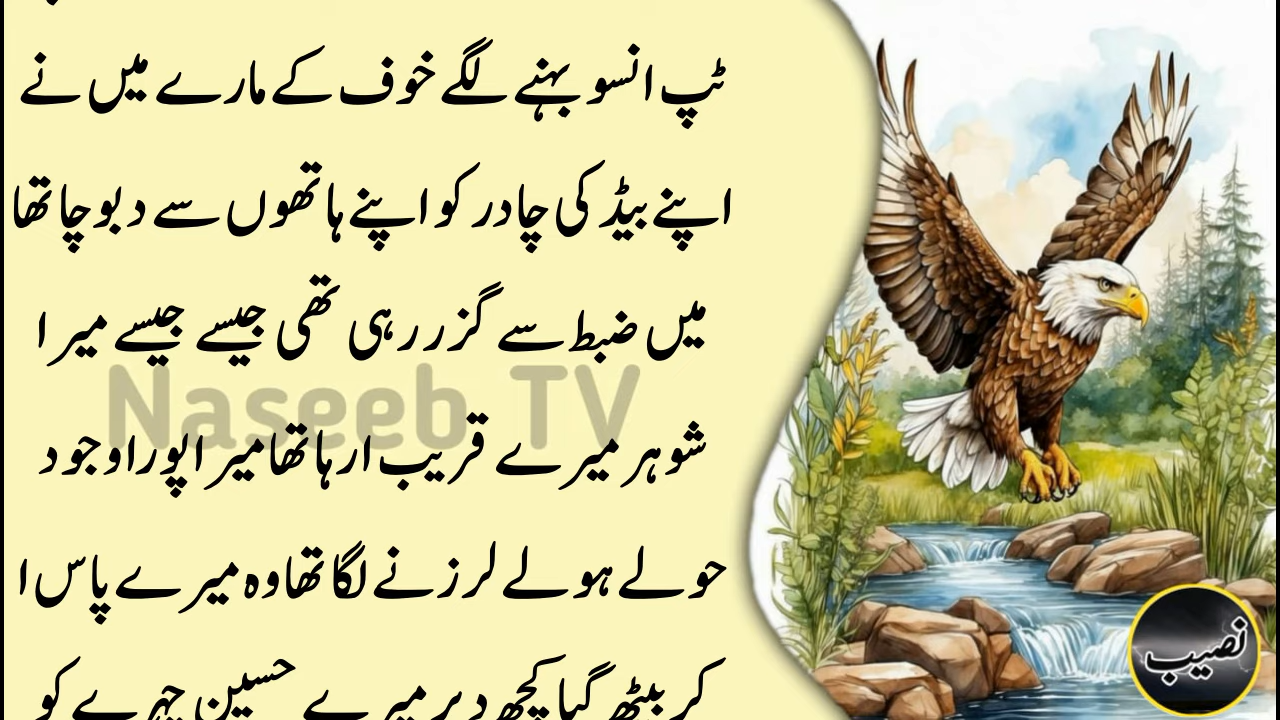 ٹپ انسو بہنے لگے خوف کے مارے میں نے
اپنے بیڈ کی چادر کو اپنے ہاتھوں سے دبوچا تھا
میں ضبط سے گزر رہی تھی جیسے جیسے میرا
Naseeb TV
شوہر میرے قریب ارہا تھا میرا پورا وجود
حولے ہولے لرزنے لگا تھا وہ میرے پاس ا
کر بیٹھ گیا کچھ دیر میرے حسین چہرے کو
نصیب